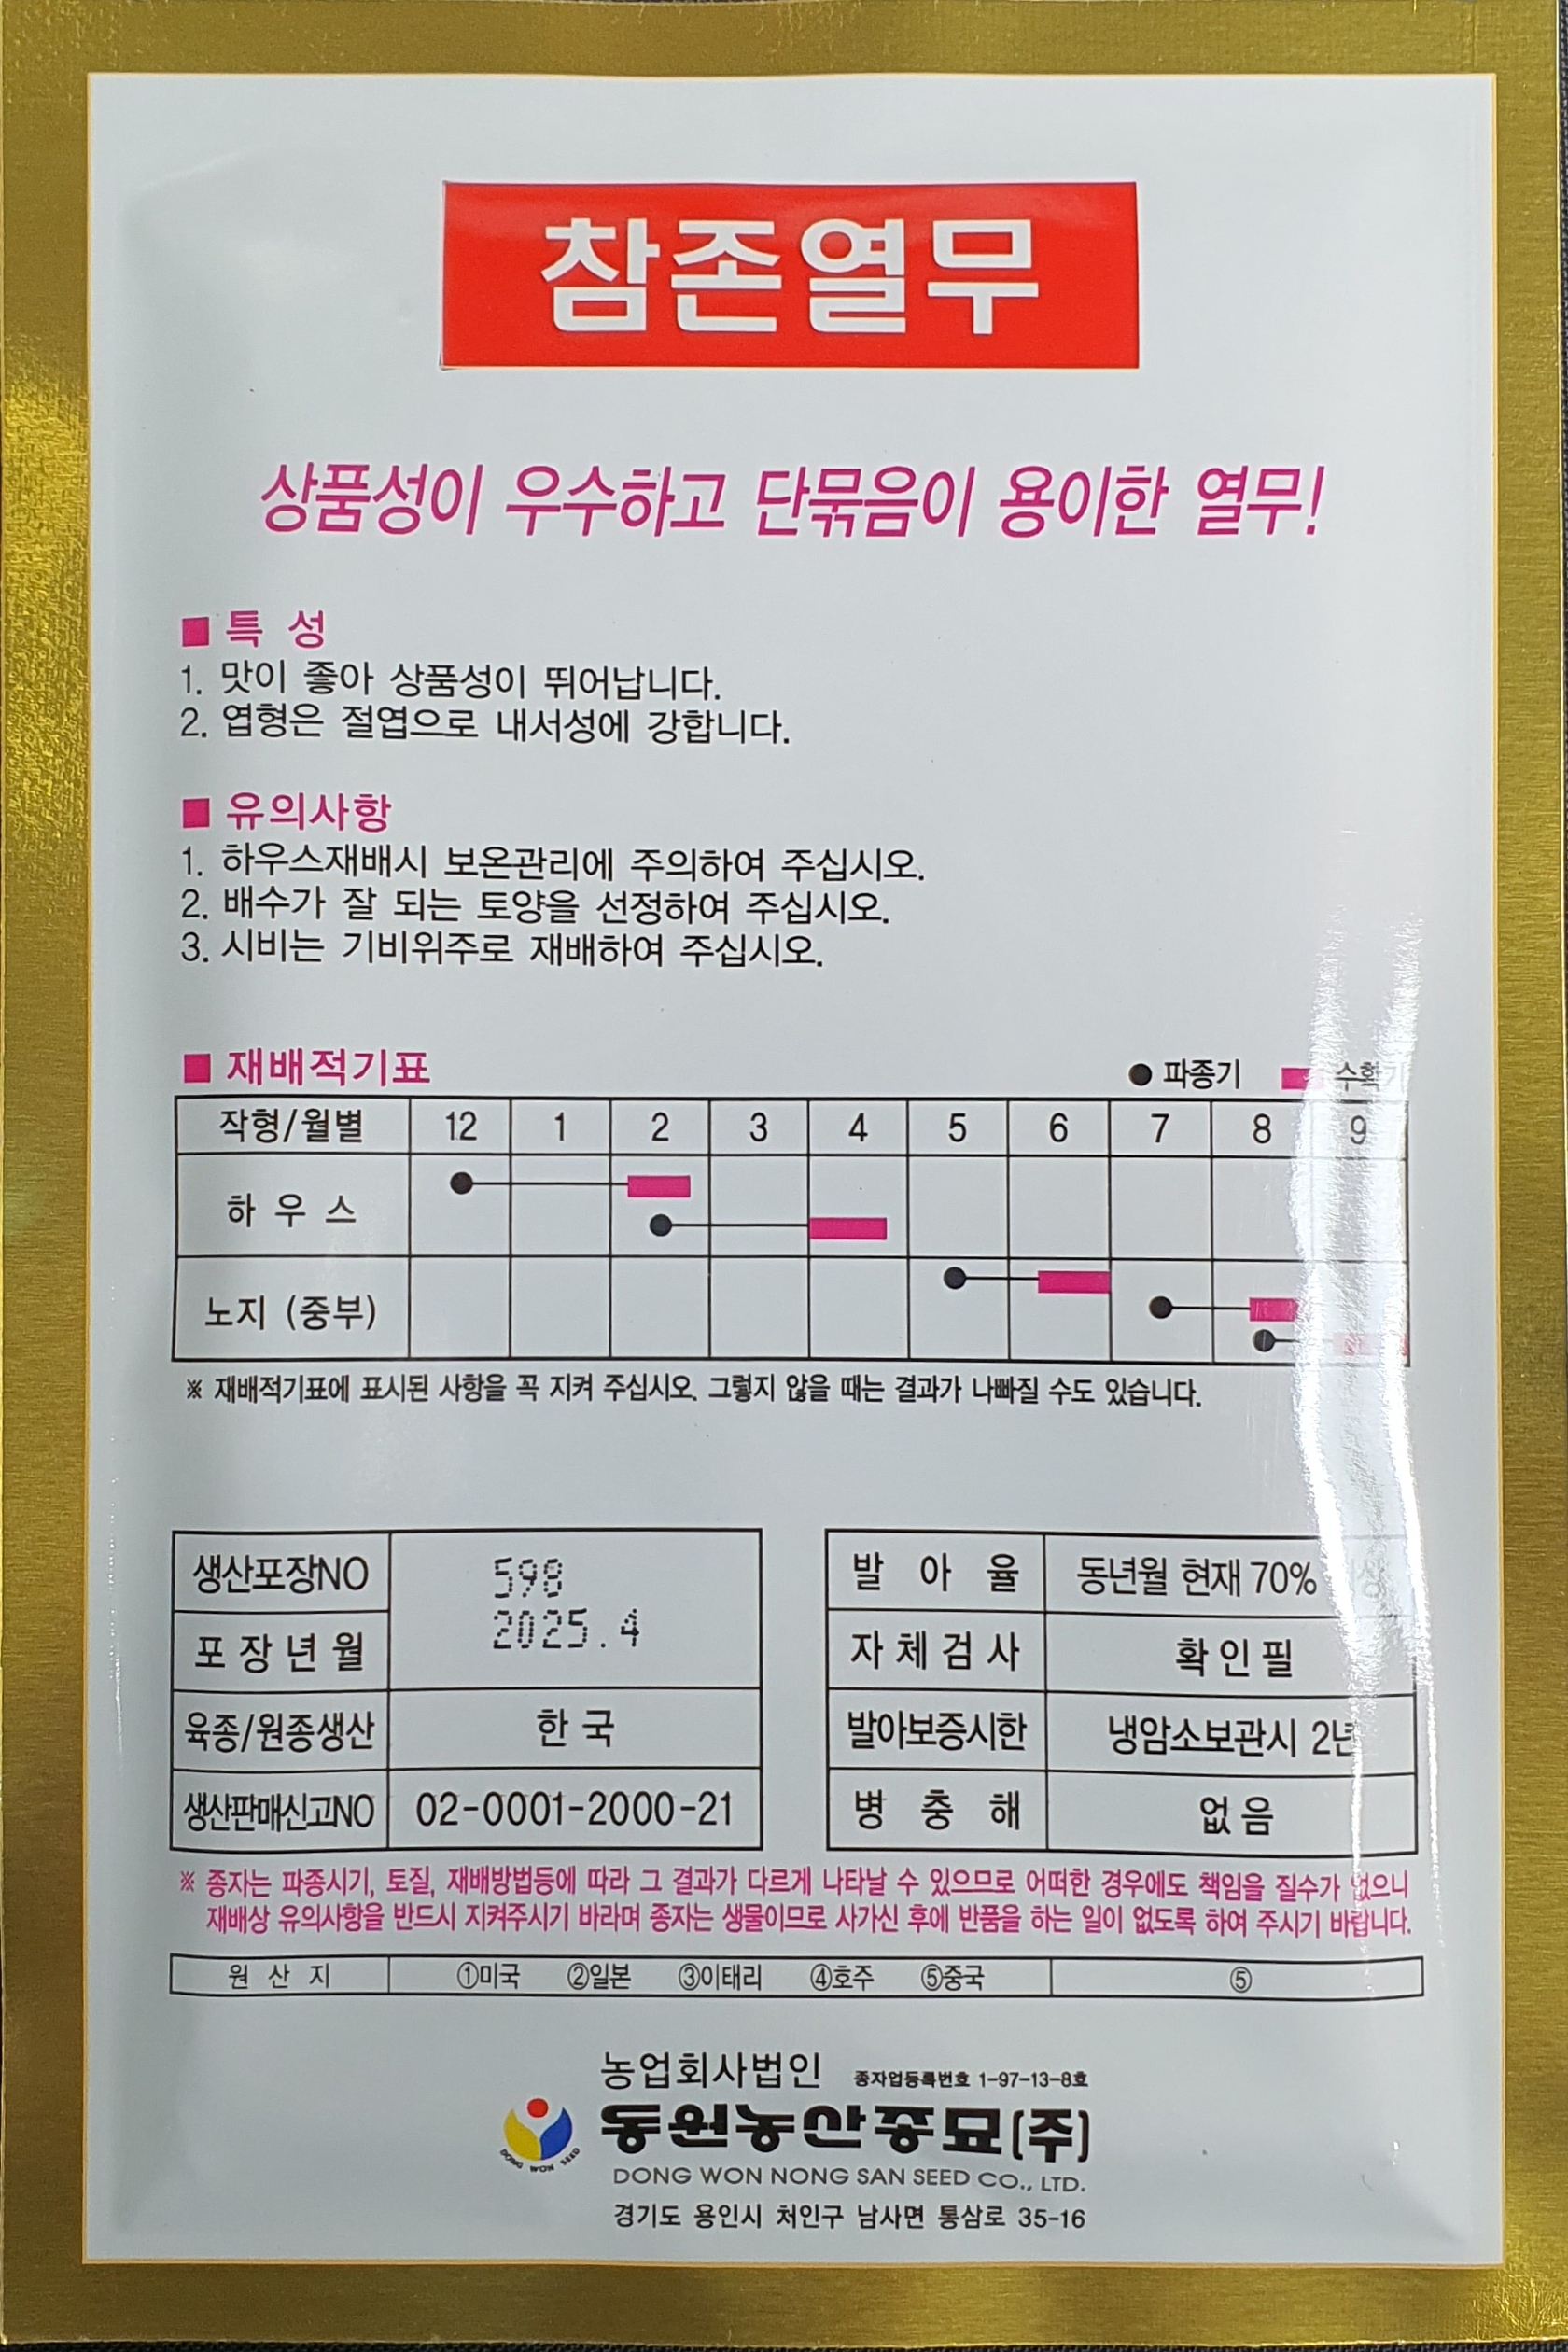 참존열무
상품성이 우수하고 단묶음이 용이한 열무!
■ 특 성
1. 맛이 좋아 상품성이 뛰어납니다.
2. 엽형은 절엽으로 내서성에 강합니다.
■ 유의사항
1. 하우스재배시 보온관리에 주의하여 주십시오.
2. 배수가 잘 되는 토양을 선정하여 주십시오.
3. 시비는 기비위주로 재배하여 주십시오.
■ 재배적기표
● 파종기 수확기
작형/월별 12 1 2 3 4 5 6 7 8 9
하 우 스
노지 (중부)
※ 재배적기표에 표시된 사항을 꼭 지켜 주십시오. 그렇지 않을 때는 결과가 나빠질 수도 있습니다.
생산포장NO 598
포 장 년 월 2025.4
육종/원종생산 한 국
생산판매신고NO 02-0001-2000-21
발 아 율 동년월 현재 70%
자 체 검 사 확 인 필
발아보증시한 냉암소보관시 2년
병 충 해 없 음
※ 종자는 파종시기, 토질, 재배방법등에 따라 그 결과가 다르게 나타날 수 있으므로 어떠한 경우에도 책임을 질수가 없으니
재배상 유의사항을 반드시 지켜주시기 바라며 종자는 생물이므로 사가신 후에 반품을 하는 일이 없도록 하여 주시기 바랍니다.
원 산 지 ①미국 ②일본 ③이태리 ④호주 ⑤중국 ⑤
농업회사법인 종자업등록번호 1-97-13-8호
동원농산종묘(주)
DONG WON SEED
DONG WON NONG SAN SEED CO., LTD.
경기도 용인시 처인구 남사면 통삼로 35-16